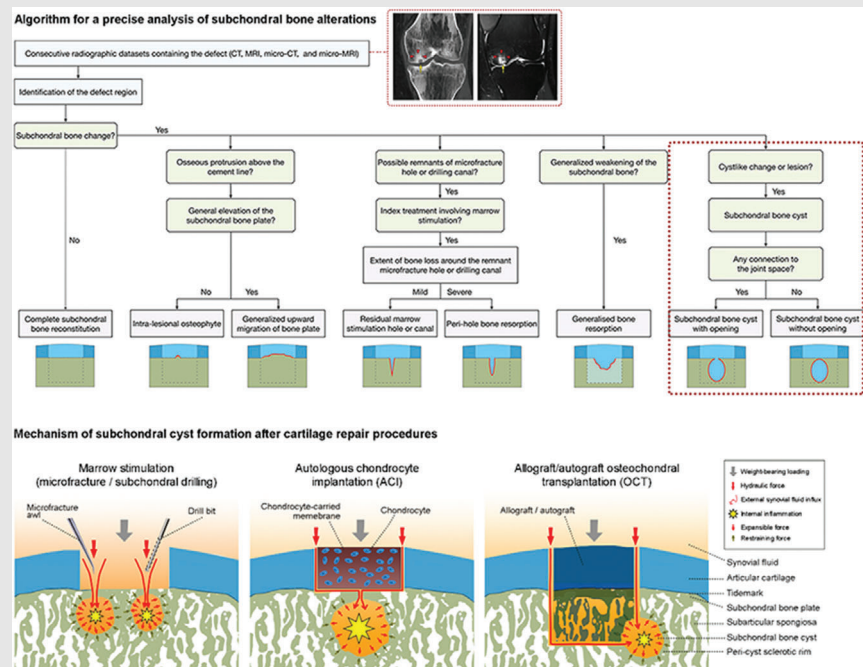 Algorithm for a precise analysis of subchondral bone alterations
Consecutive radiographic datasets containing the defect (CT, MRI, micro-CT, and micro-MRI)
Identification of the defect region
Subchondral bone change?
Yes
Osseous protrusion above the
cement line?
Possible remnants of microfracture
hole or drilling canal?
Generalized weakening of the
subchondral bone?
Cystlike change or lesion?
Yes
Yes
General elevation of the
subchondral bone plate?
Index treatment involving marrow
stimulation?
Subchondral bone cyst
No
Yes
Yes
Extent of bone loss around the remnant
microfracture hole or drilling canal
Any connection to
the joint space?
No
Yes
Mild
Severe
Yes
No
Complete subchondral
bone reconstitution
Intra-lesional osteophyte
Generalized upward
migration of bone plate
Residual marrow
stimulation hole or canal
Peri-hole bone resorption
Generalised bone
resorption
Subchondral bone cyst
with opening
Subchondral bone cyst
without opening
Mechanism of subchondral cyst formation after cartilage repair procedures
Marrow stimulation
(microfracture / subchondral drilling)
Microfracture
awl
Drill bit
Autologous chondrocyte
implantation (ACI)
Chondrocyte-carried
memebrane
Chondrocyte
Allograft/autograft osteochondral
transplantation (OCT)
Allograft / autograft
Weight-bearing loading
Hydraulic force
External synovial fluid influx
Internal inflammation
Expansible force
Restraining force
Synovial fluid
Articular cartilage
Tidemark
Subchondral bone plate
Subarticular spongiosa
Subchondral bone cyst
Peri-cyst sclerotic rim